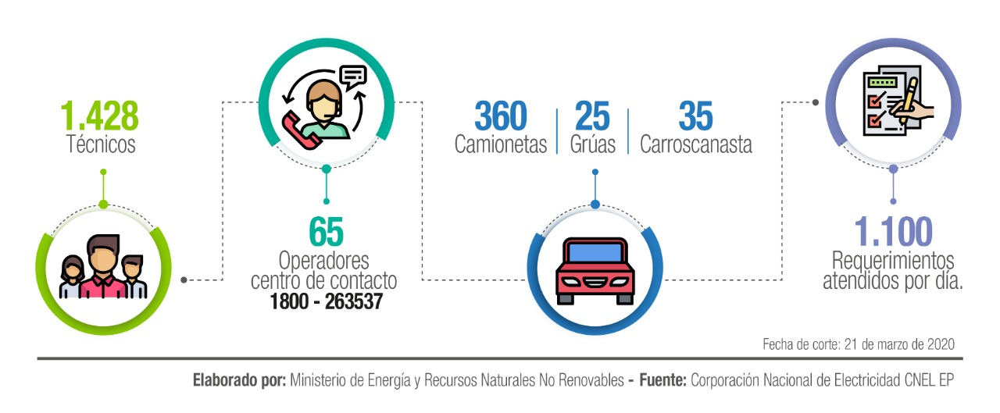 1.428
Técnicos
65
Operadores
centro de contacto
1800 - 263537
360
Camionetas
25
Grúas
35
Carroscanasta
1.100
Requerimientos
atendidos por día.
Fecha de corte: 21 de marzo de 2020
Elaborado por: Ministerio de Energía y Recursos Naturales No Renovables - Fuente: Corporación Nacional de Electricidad CNEL EP